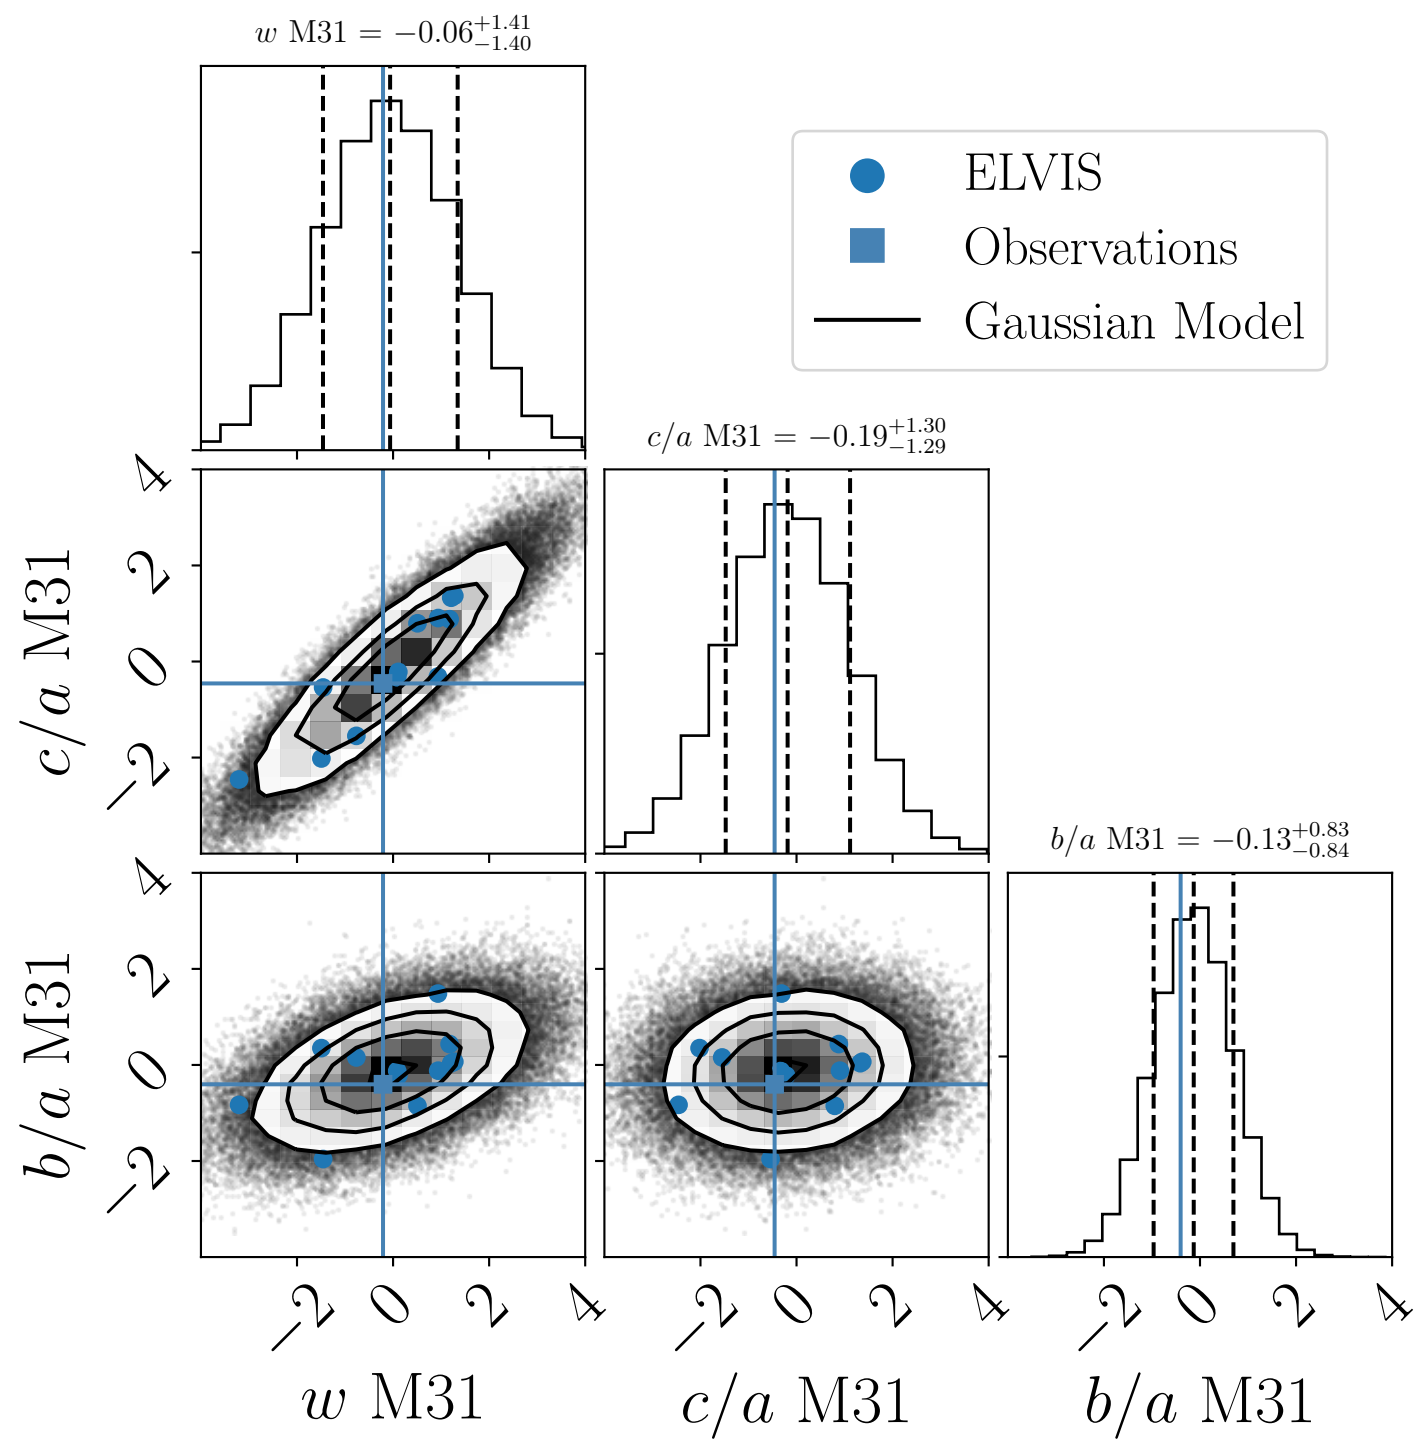 w M31 = −0.06 +1.41 −1.40
ELVIS
Observations
Gaussian Model
c/a M31 = −0.19 +1.30 −1.29
4
2
0
−2
c/a M31
b/a M31 = −0.13 +0.83 −0.84
4
2
0
−2
b/a M31
−2 0 2 4 −2 0 2 4 −2 0 2 4
w M31 c/a M31 b/a M31